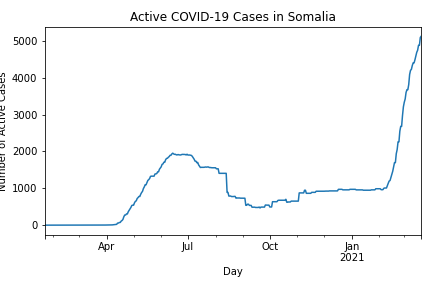 Active COVID-19 Cases in Somalia
Number of Active Cases
5000
4000
3000
2000
1000
0
Apr
Jul
Oct
Jan
2021
Day